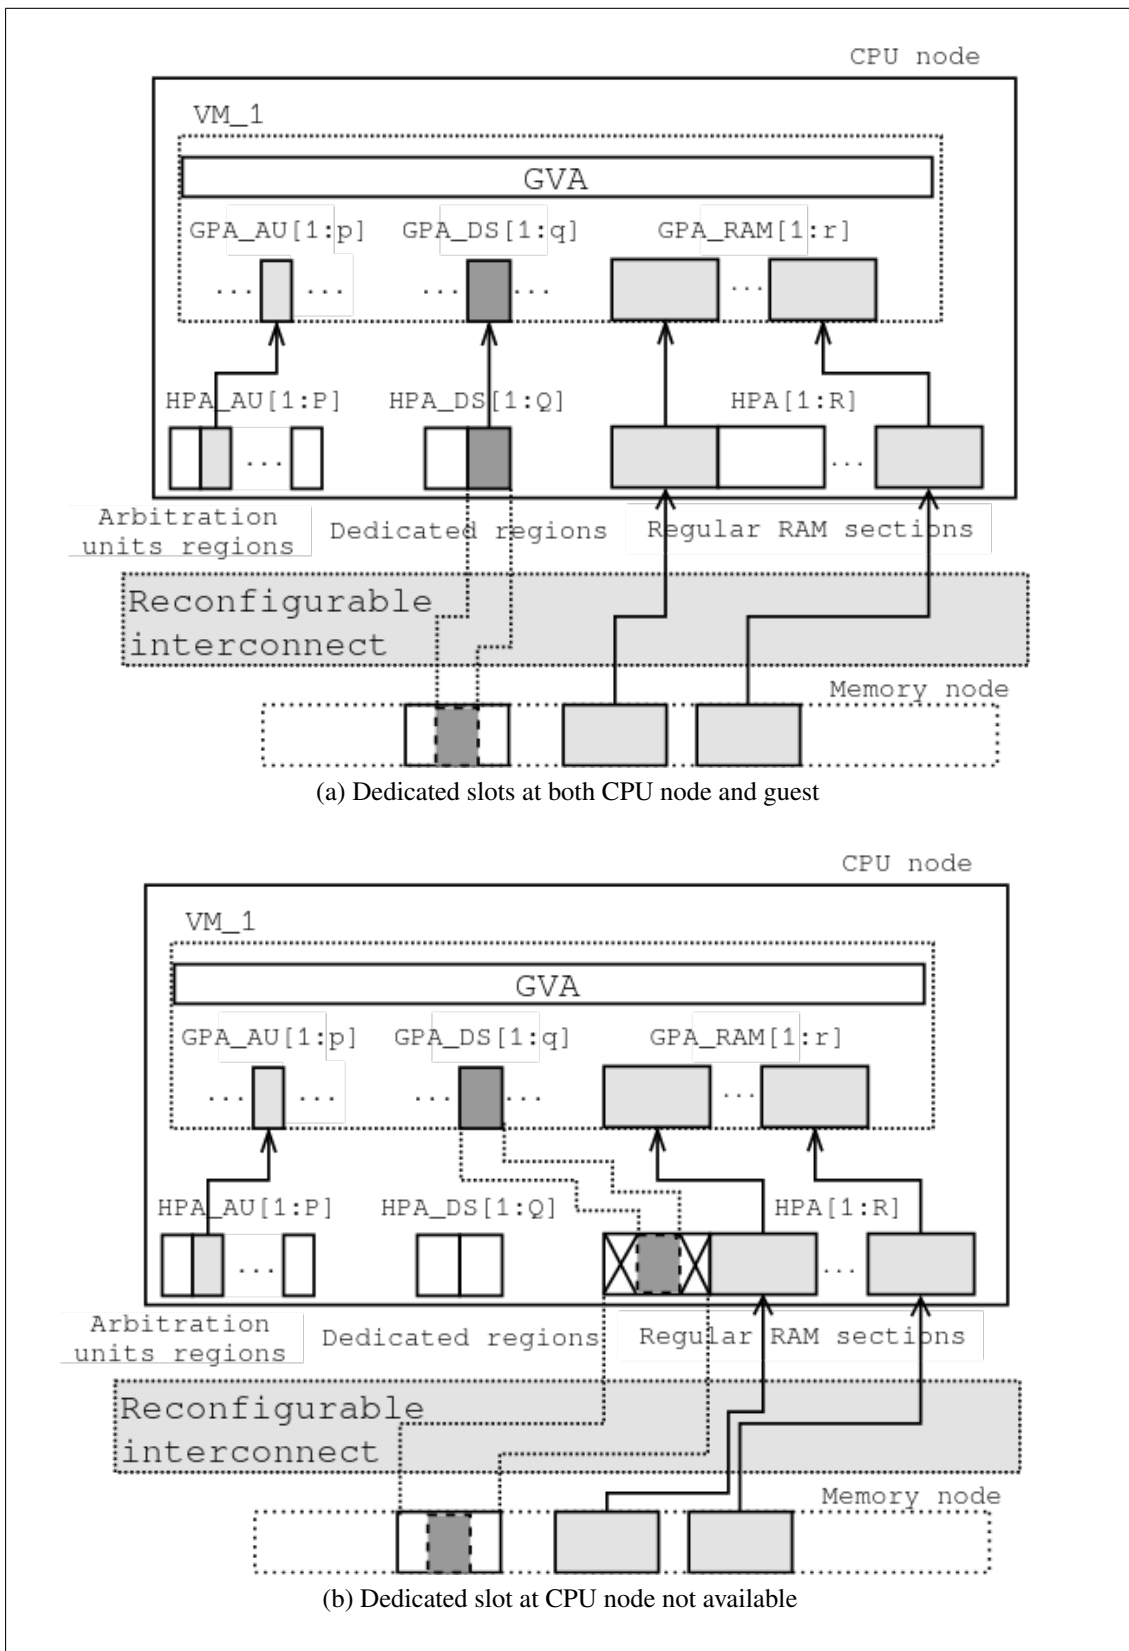 CPU node
VM_1
GVA
GPA_AU[1:p] GPA_DS[1:q] GPA_RAM[1:r]
... ... ... ... ...
HPA_AU[1:P] HPA_DS[1:Q] HPA[1:R]
... ...
Arbitration
units regions
Dedicated regions
Regular RAM sections
Reconfigurable
interconnect
Memory node
(a) Dedicated slots at both CPU node and guest
CPU node
VM_1
GVA
GPA_AU[1:p] GPA_DS[1:q] GPA_RAM[1:r]
... ... ... ... ...
HPA_AU[1:P] HPA_DS[1:Q] HPA[1:R]
... ...
Arbitration
units regions
Dedicated regions
Regular RAM sections
Reconfigurable
interconnect
Memory node
(b) Dedicated slot at CPU node not available